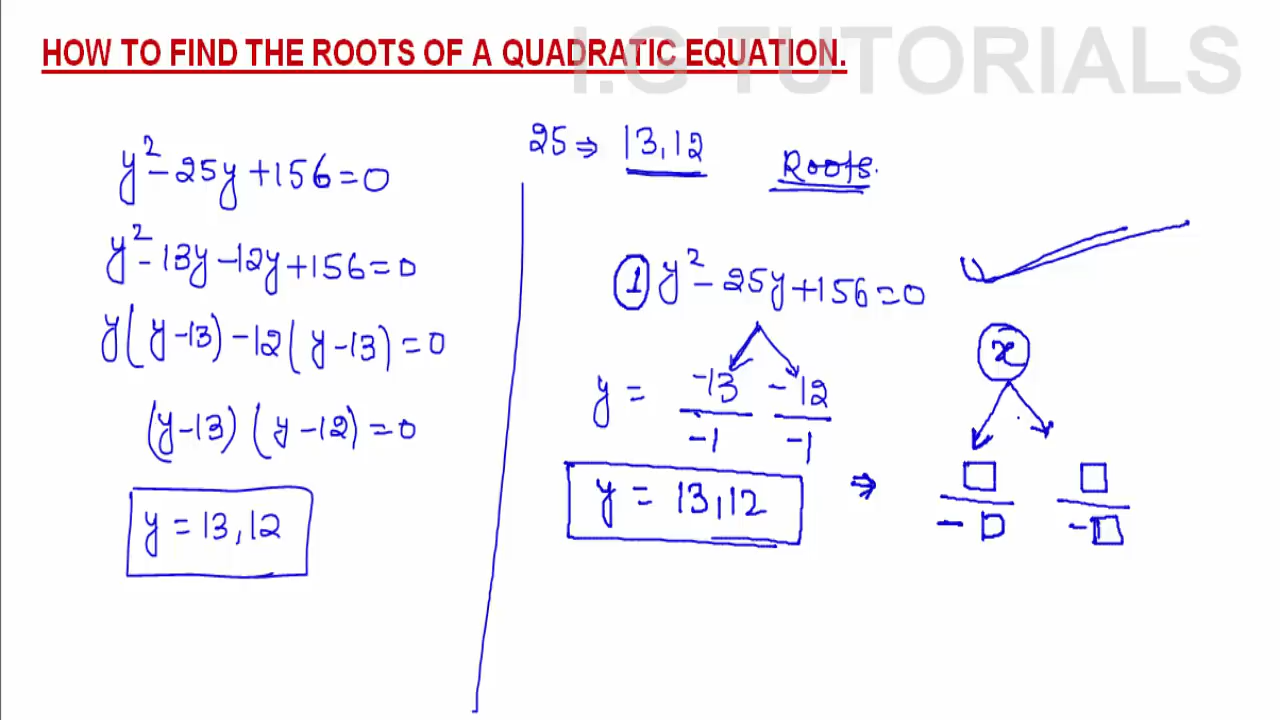 HOW TO FIND THE ROOTS OF A QUADRATIC EQUATION.
I.G TUTORIALS
y² - 25y + 156 = 0
y² - 13y - 12y + 156 = 0
y(y - 13) - 12(y - 13) = 0
(y - 13)(y - 12) = 0
y = 13, 12
25 ⇒ 13, 12
Roots.
① y² - 25y + 156 = 0
y = -13/-1 -12/-1
y = 13, 12
⇒
x
□/-□ □/-□